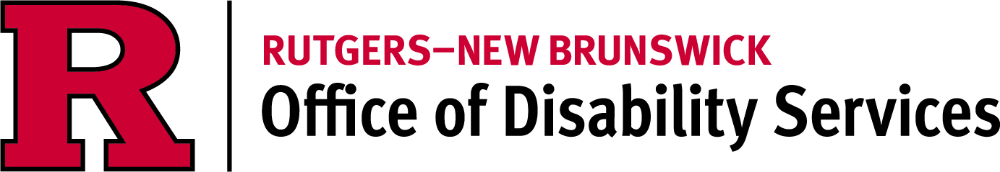 R
RUTGERS–NEW BRUNSWICK
Office of Disability Services